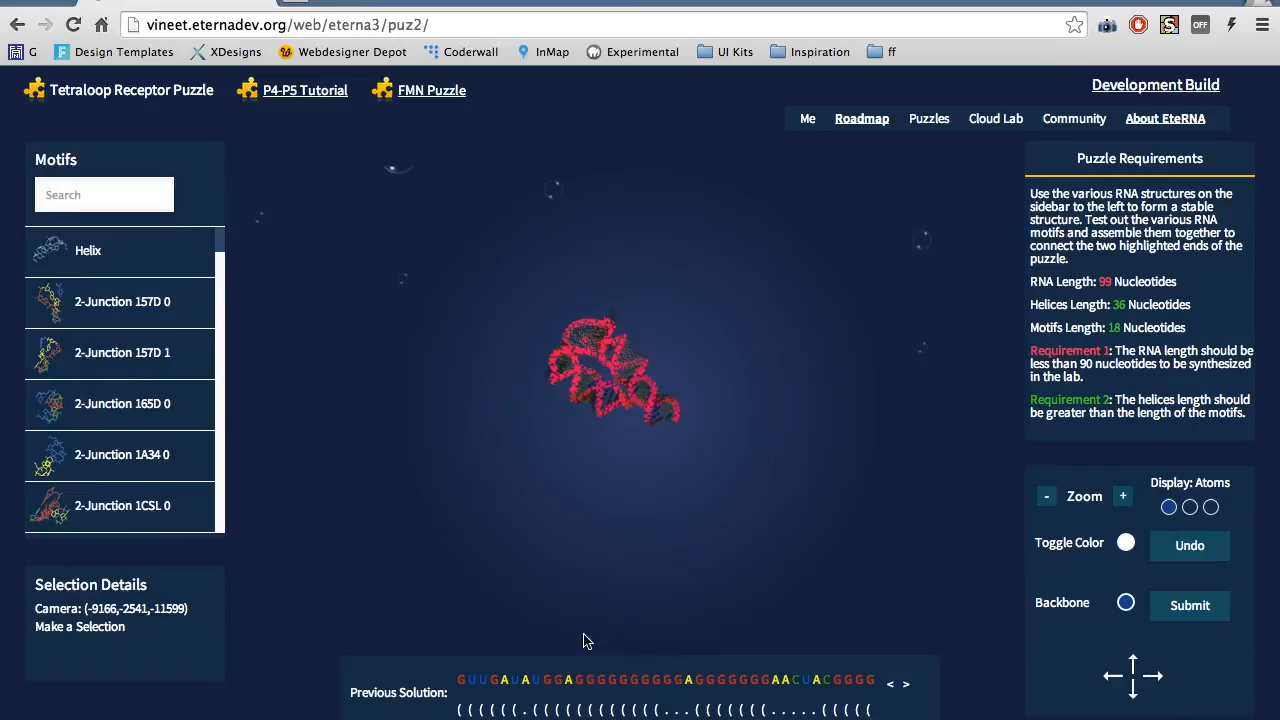 vineet.eternadev.org/web/eterna3/puz2/
G Design Templates XDesigns Webdesigner Depot Coderwall InMap Experimental UI Kits Inspiration ff
OFF
Tetraloop Receptor Puzzle P4-P5 Tutorial FMN Puzzle
Development Build
Me Roadmap Puzzles Cloud Lab Community About EteRNA
Motifs
Search
Helix
2-Junction 157D 0
2-Junction 157D 1
2-Junction 165D 0
2-Junction 1A34 0
2-Junction 1CSL 0
Selection Details
Camera: (-9166,-2541,-11599)
Make a Selection
Puzzle Requirements
Use the various RNA structures on the
sidebar to the left to form a stable
structure. Test out the various RNA
motifs and assemble them together to
connect the two highlighted ends of the
puzzle.
RNA Length: 99 Nucleotides
Helices Length: 36 Nucleotides
Motifs Length: 18 Nucleotides
Requirement 1: The RNA length should be
less than 90 nucleotides to be synthesized
in the lab.
Requirement 2: The helices length should
be greater than the length of the motifs.
- Zoom +
Display: Atoms
Toggle Color
Undo
Backbone
Submit
Previous Solution:
GUUGAUAUGGAGGGGGGGGGGAGGGGGGGAACUACGGGG
((((((.((((((((((((...(((((((.....(((((
< >